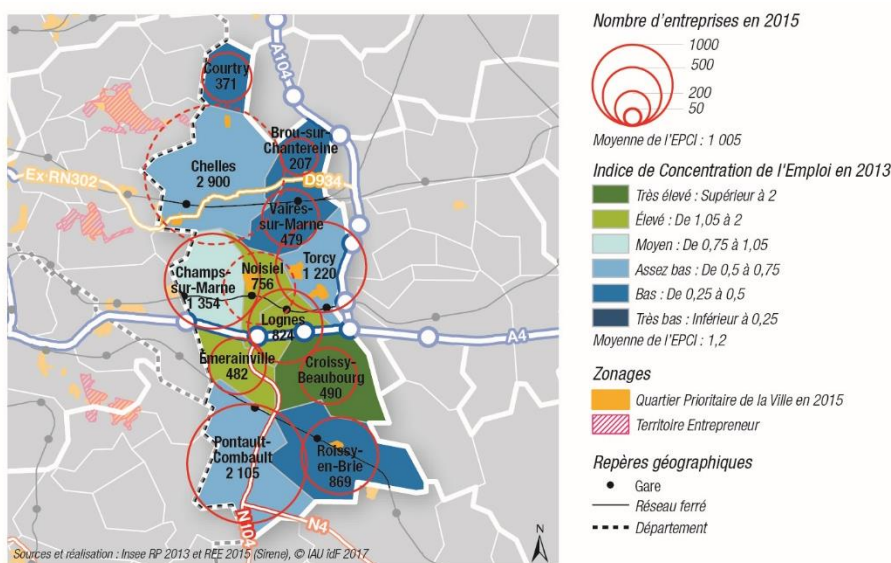 A104
Courtry
371
Brou-sur-
Chantereine
207
Chelles
2 900
Ex-RN302
D934
Vaires-
sur-Marne
479
Torcy
1 220
Noisiel
756
Champs-
sur-Marne
1 354
Lognes
824
A4
Émerainville
482
Croissy-
Beaubourg
490
Pontault-
Combault
2 105
Roissy-
en-Brie
869
N104
N4
N
Sources et réalisation : Insee RP 2013 et REE 2015 (Sirene), © IAU îdF 2017
Nombre d'entreprises en 2015
1000
500
200
50
Moyenne de l'EPCI : 1 005
Indice de Concentration de l'Emploi en 2013
Très élevé : Supérieur à 2
Élevé : De 1,05 à 2
Moyen : De 0,75 à 1,05
Assez bas : De 0,5 à 0,75
Bas : De 0,25 à 0,5
Très bas : Inférieur à 0,25
Moyenne de l'EPCI : 1,2
Zonages
Quartier Prioritaire de la Ville en 2015
Territoire Entrepreneur
Repères géographiques
Gare
Réseau ferré
Département